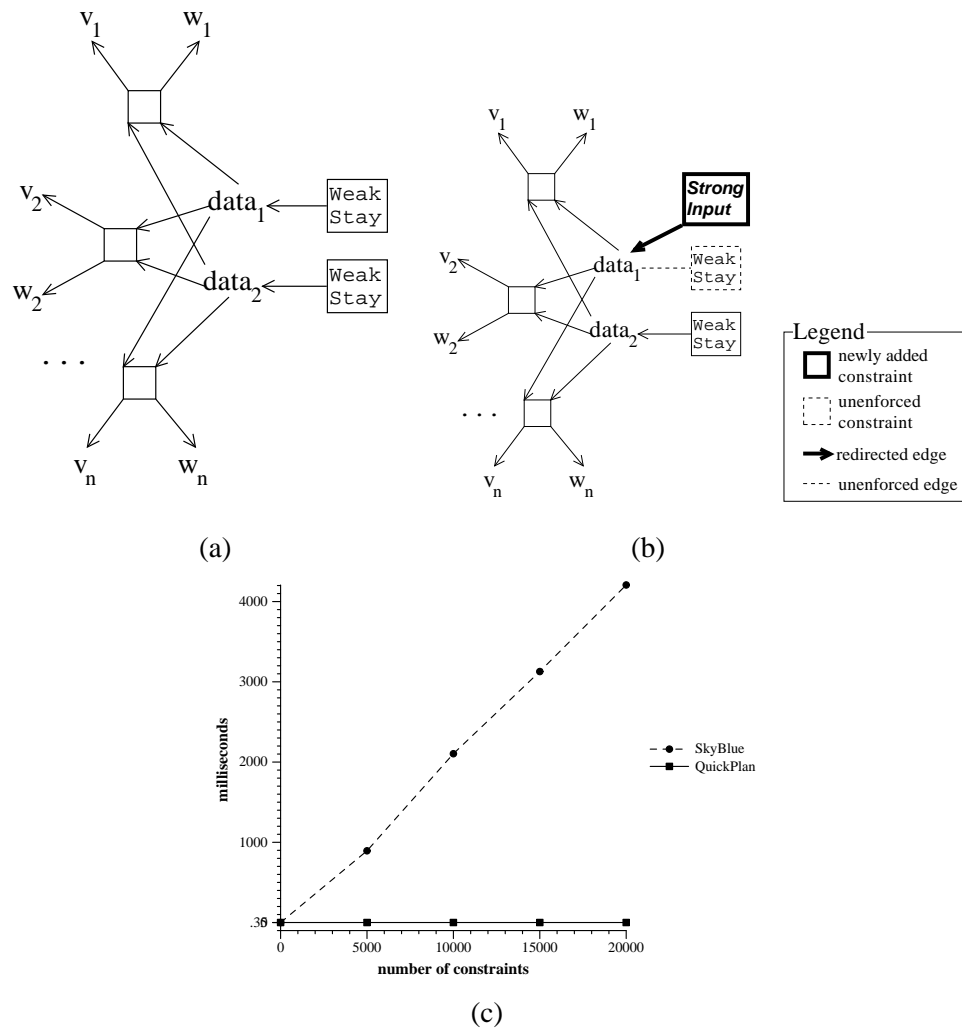 v1 w1
v2
data1
Weak
Stay
w2
data2
Weak
Stay
. . .
vn wn
(a)
v1 w1
Strong
Input
v2
data1
Weak
Stay
w2
data2
Weak
Stay
. . .
vn wn
(b)
Legend
newly added
constraint
unenforced
constraint
redirected edge
unenforced edge
4000
3000
2000
1000
milliseconds
0 5000 10000 15000 20000
number of constraints
SkyBlue
QuickPlan
(c)